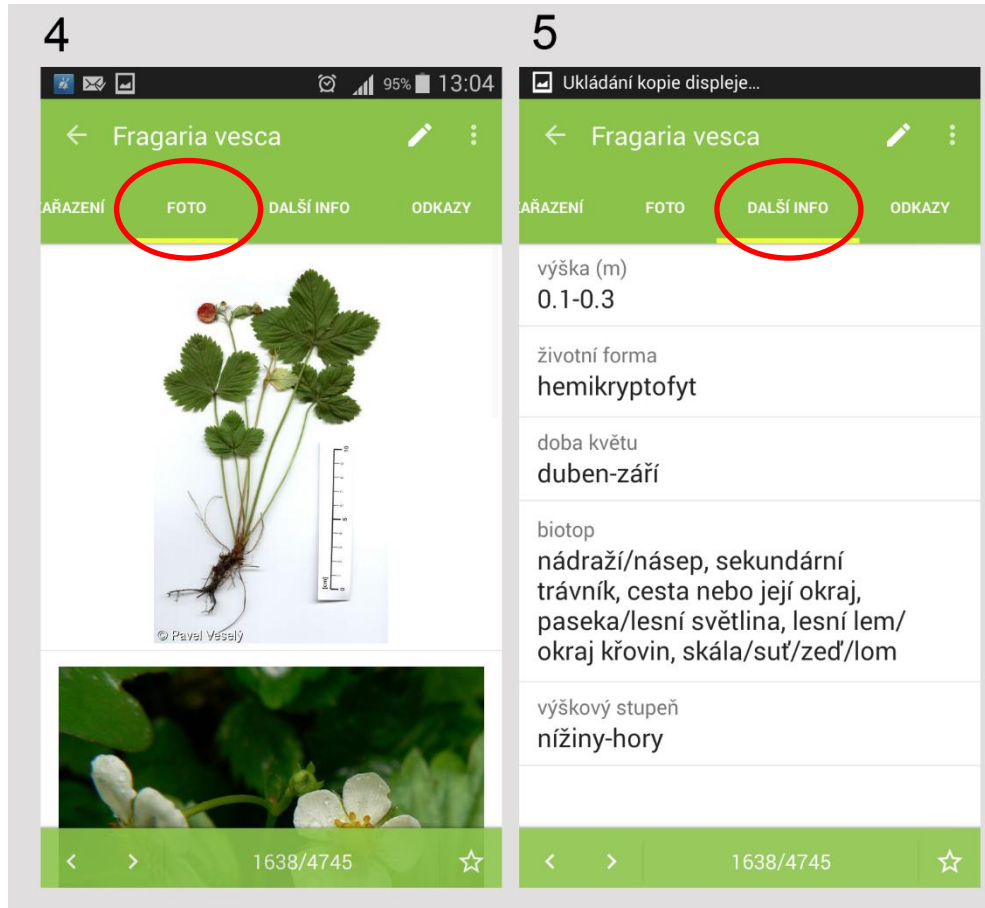 4
95% 13:04
Fragaria vesca
AŘAZENÍ FOTO DALŠÍ INFO ODKAZY
10
[cm]
0
© Pavel Veselý
1638/4745
5
Ukládání kopie displeje...
Fragaria vesca
AŘAZENÍ FOTO DALŠÍ INFO ODKAZY
výška (m)
0.1-0.3
životní forma
hemikryptofyt
doba květu
duben-září
biotop
nádraží/násep, sekundární
trávník, cesta nebo její okraj,
paseka/lesní světlina, lesní lem/
okraj křovin, skála/suť/zeď/lom
výškový stupeň
nížiny-hory
1638/4745